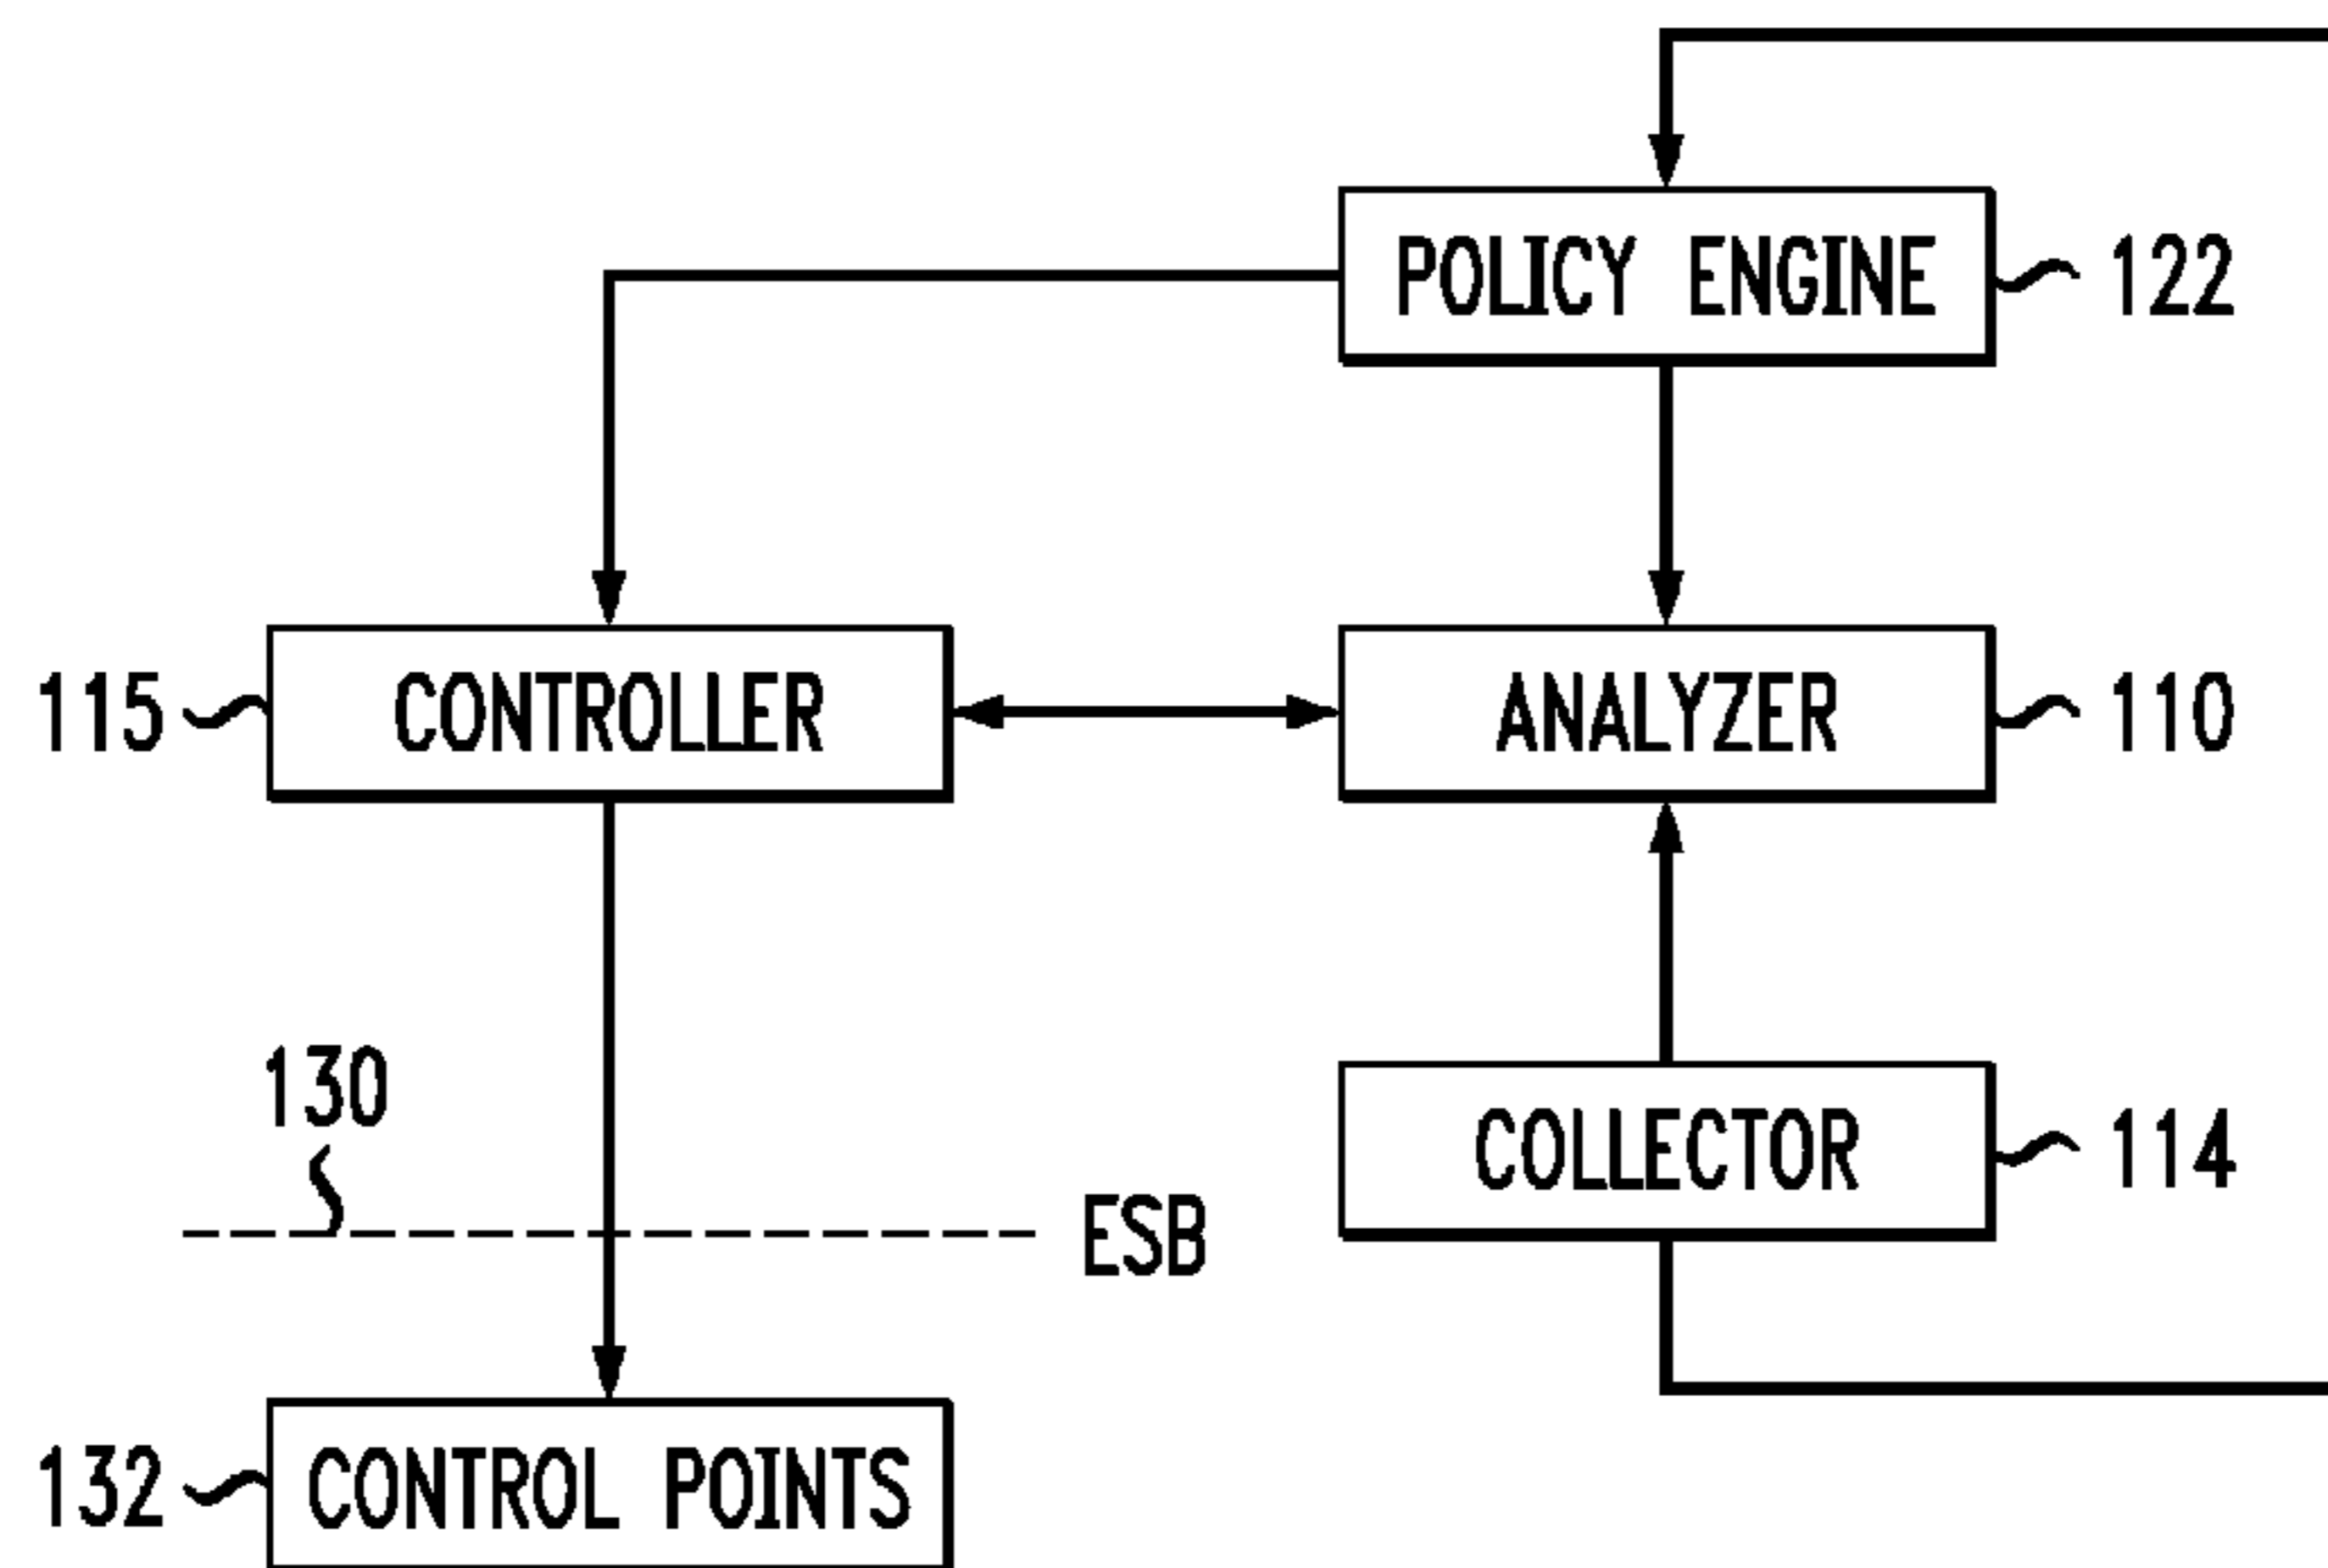 POLICY ENGINE 122
115 CONTROLLER
ANALYZER 110
130
ESB
COLLECTOR 114
132 CONTROL POINTS